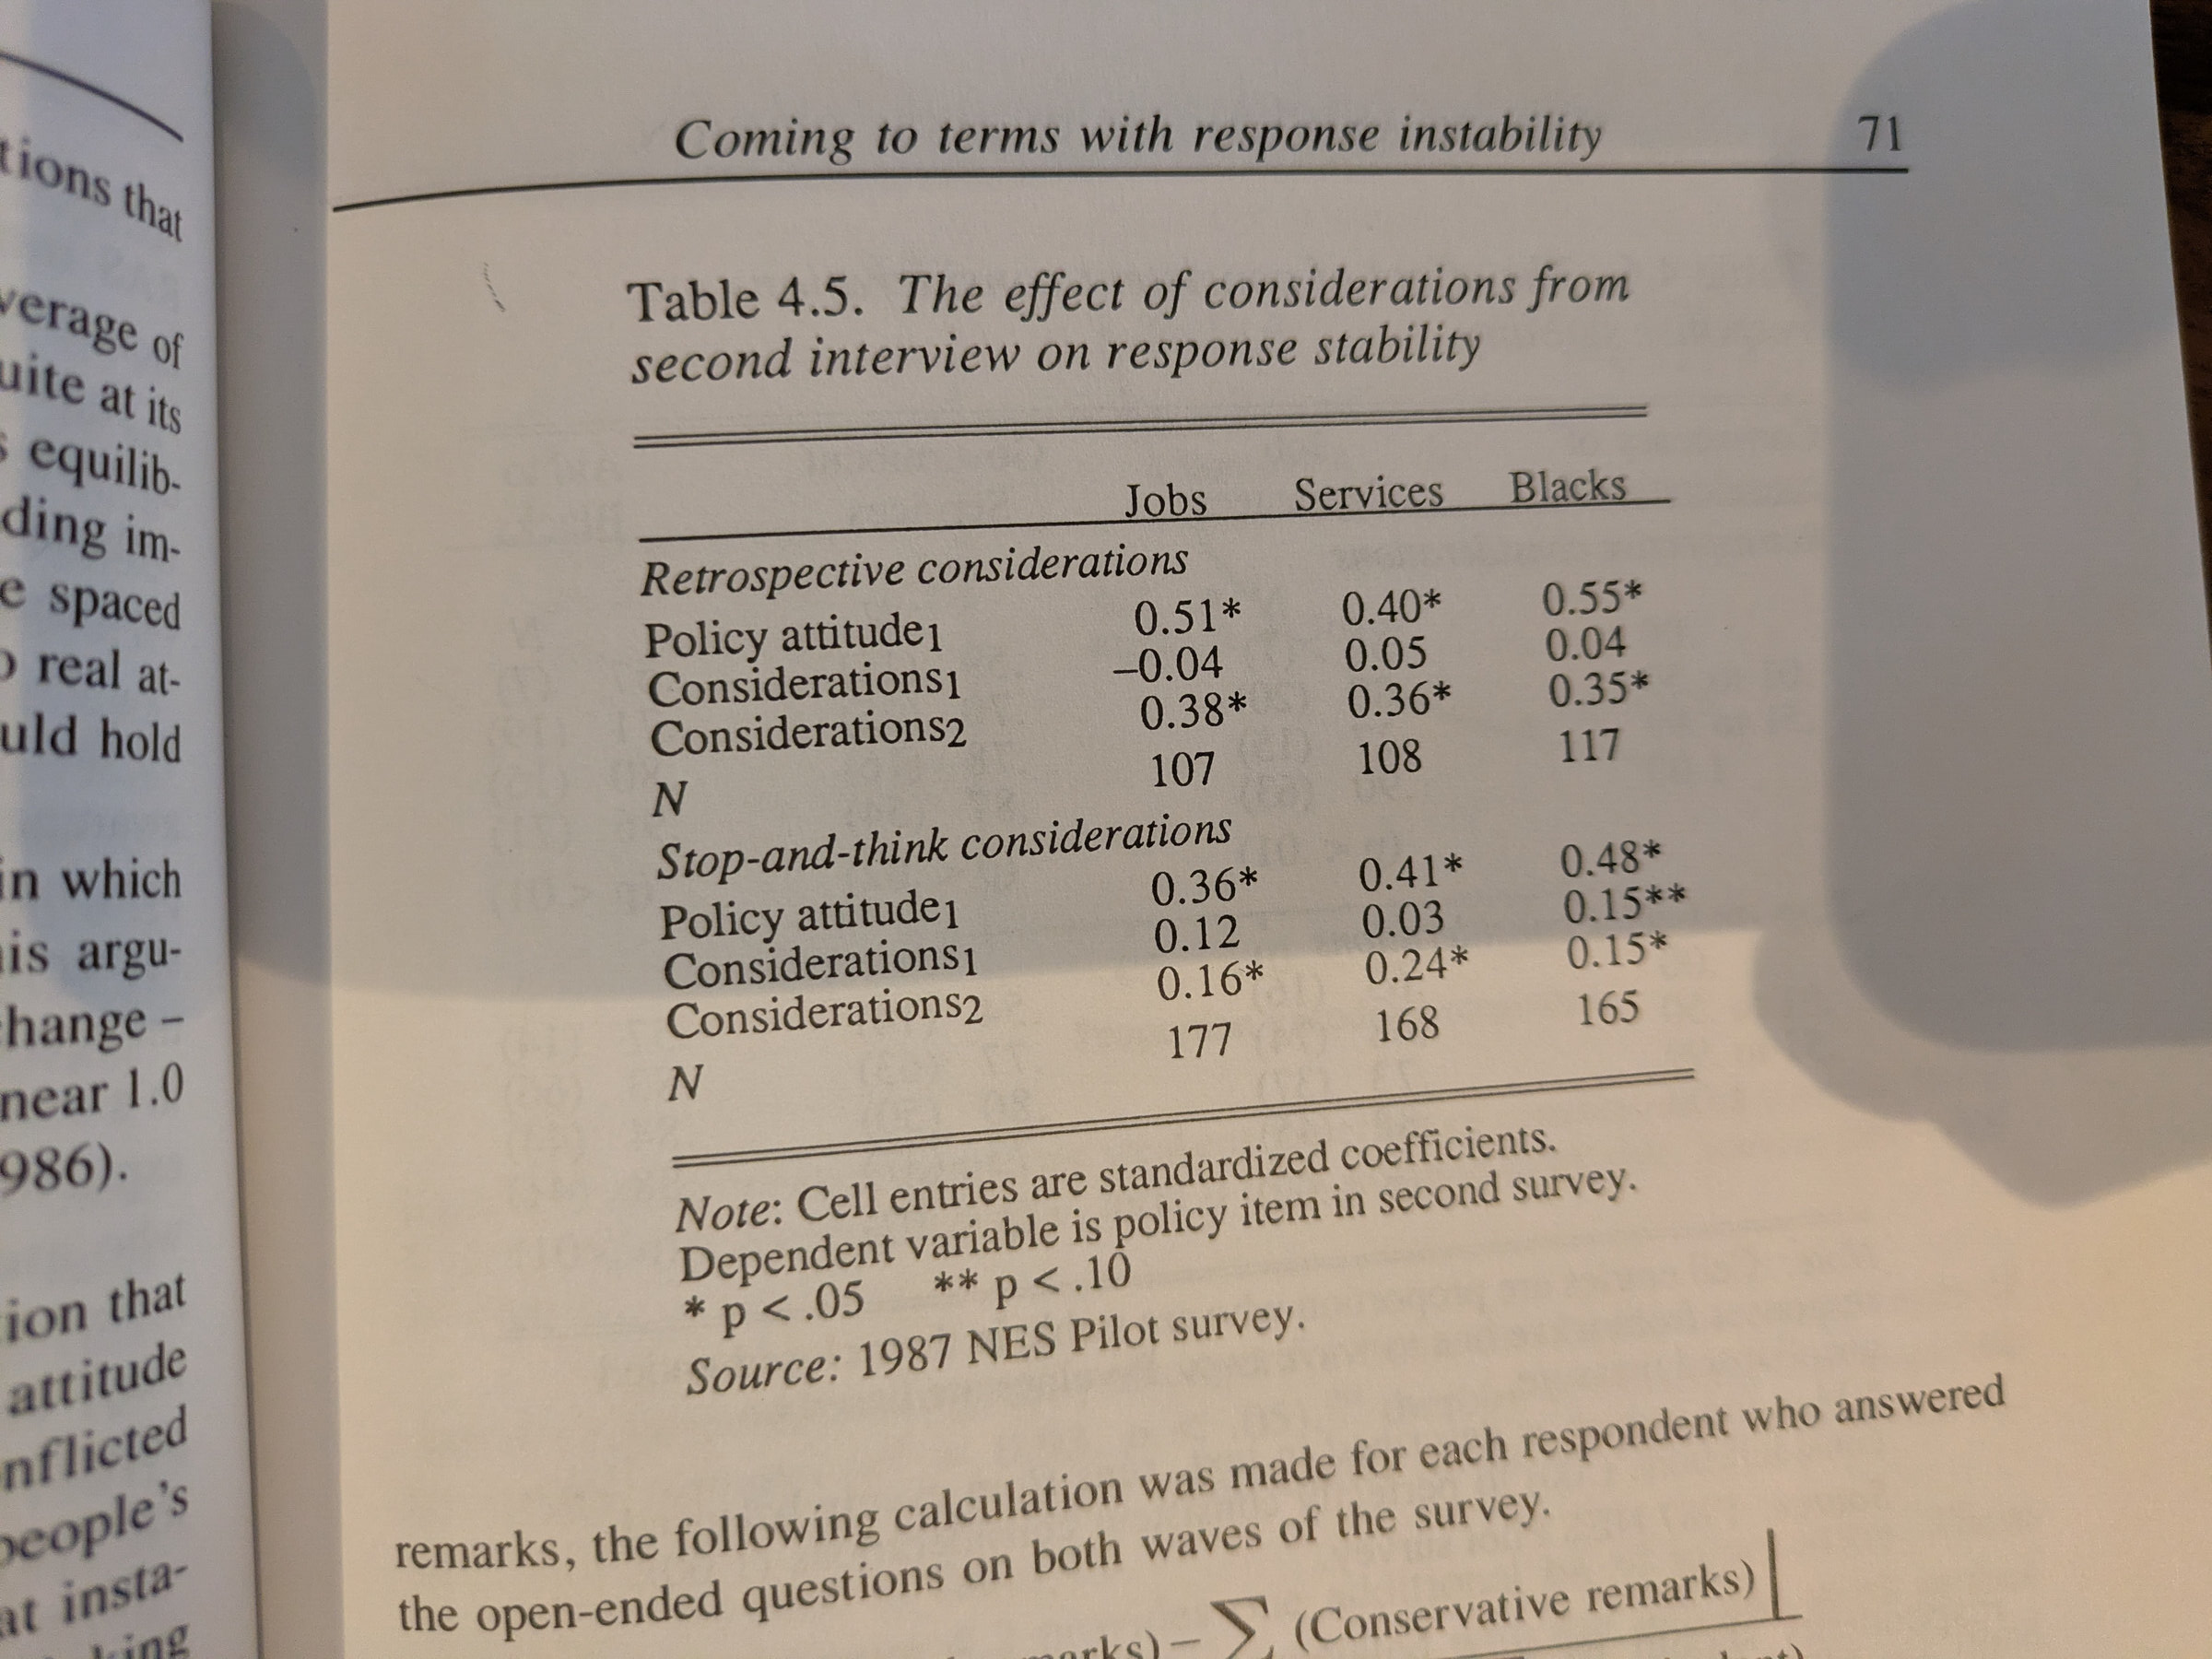 tions that
verage of
uite at its
equilib-
ding im-
e spaced
real at-
uld hold
in which
is argu-
hange –
near 1.0
986).
ion that
attitude
nflicted
people's
at insta-
king
Coming to terms with response instability 71
Table 4.5. The effect of considerations from
second interview on response stability
Jobs Services Blacks
Retrospective considerations
Policy attitude1 0.51* 0.40* 0.55*
Considerations1 –0.04 0.05 0.04
Considerations2 0.38* 0.36* 0.35*
N 107 108 117
Stop-and-think considerations
Policy attitude1 0.36* 0.41* 0.48*
Considerations1 0.12 0.03 0.15**
Considerations2 0.16* 0.24* 0.15*
N 177 168 165
Note: Cell entries are standardized coefficients.
Dependent variable is policy item in second survey.
* p < .05 ** p < .10
Source: 1987 NES Pilot survey.
remarks, the following calculation was made for each respondent who answered
the open-ended questions on both waves of the survey.
marks) – ∑ (Conservative remarks)|